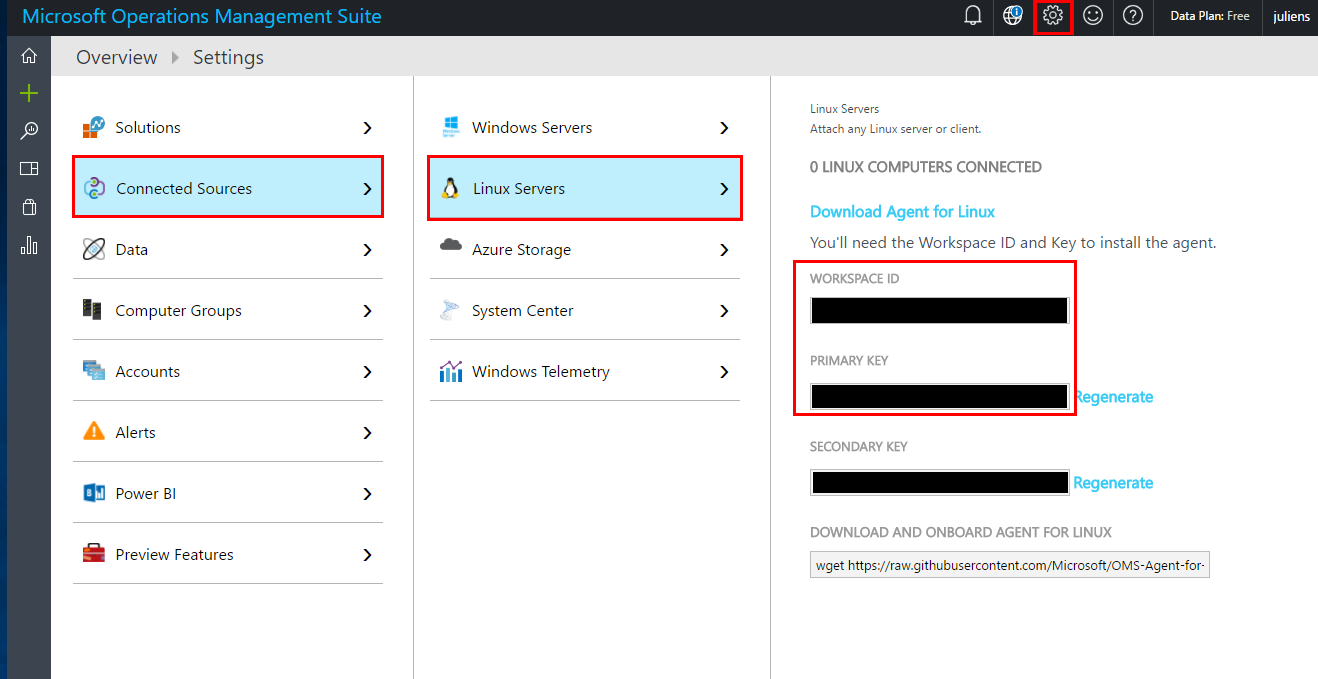 Microsoft Operations Management Suite
Data Plan: Free
juliens
Overview
Settings
Solutions
Connected Sources
Data
Computer Groups
Accounts
Alerts
Power BI
Preview Features
Windows Servers
Linux Servers
Azure Storage
System Center
Windows Telemetry
Linux Servers
Attach any Linux server or client.
0 LINUX COMPUTERS CONNECTED
Download Agent for Linux
You'll need the Workspace ID and Key to install the agent.
WORKSPACE ID
PRIMARY KEY
Regenerate
SECONDARY KEY
Regenerate
DOWNLOAD AND ONBOARD AGENT FOR LINUX
wget https://raw.githubusercontent.com/Microsoft/OMS-Agent-for-